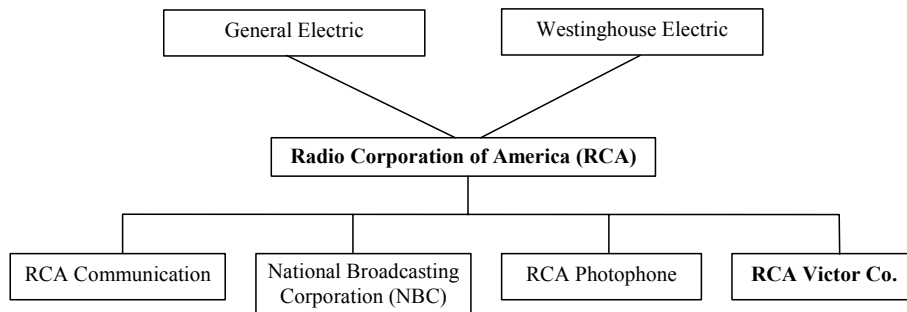 General Electric
Westinghouse Electric
Radio Corporation of America (RCA)
RCA Communication
National Broadcasting
Corporation (NBC)
RCA Photophone
RCA Victor Co.